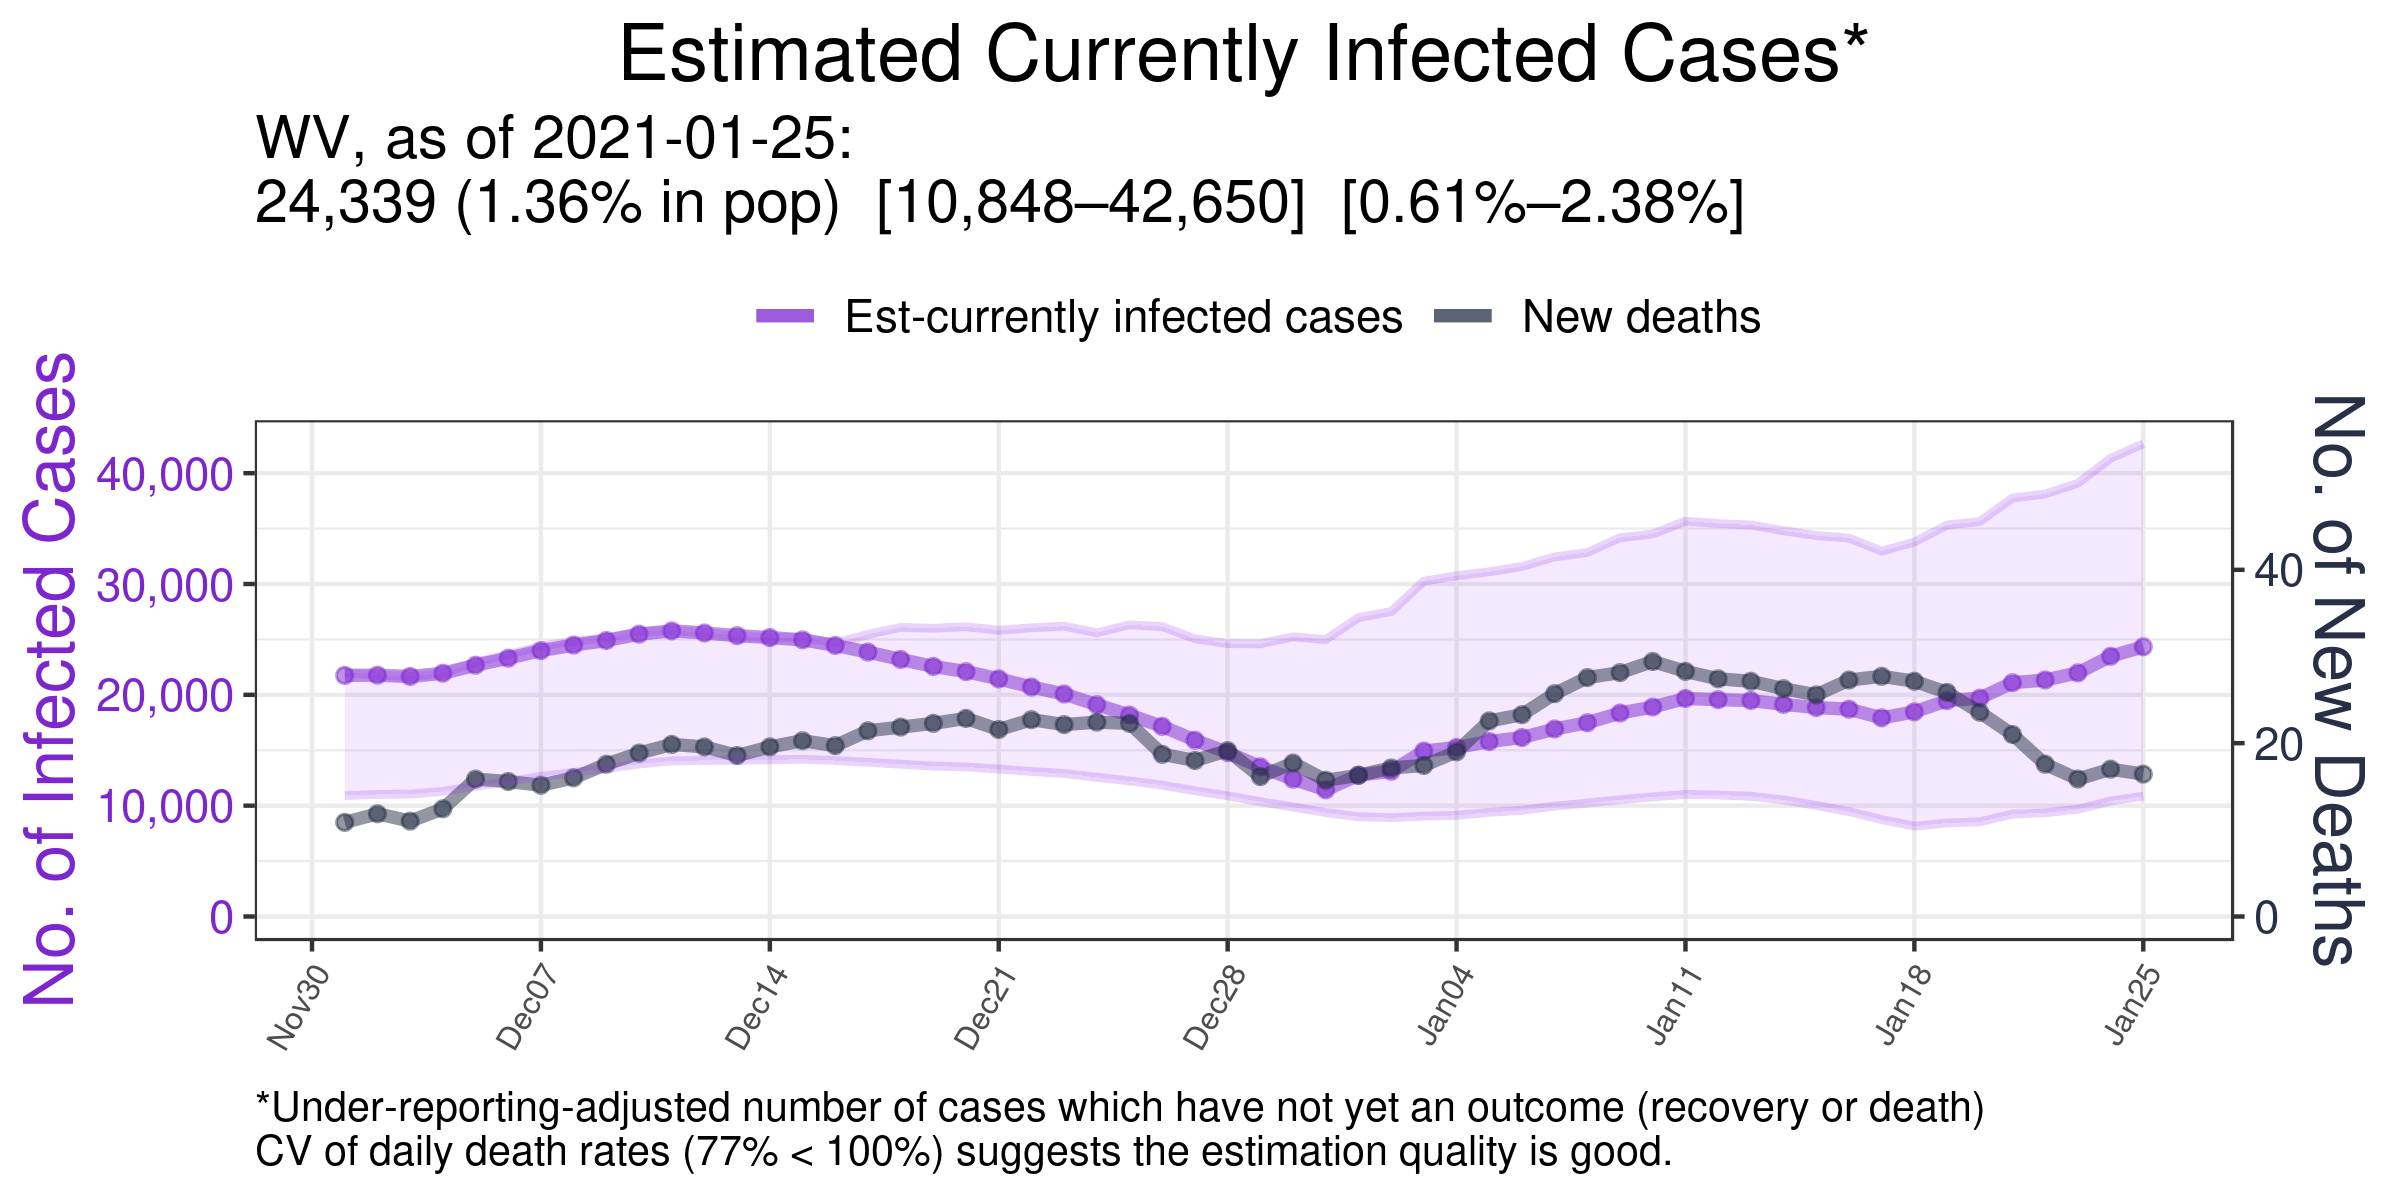 Estimated Currently Infected Cases*
WV, as of 2021-01-25:
24,339 (1.36% in pop)  [10,848–42,650]  [0.61%–2.38%]
Est-currently infected cases
New deaths
No. of Infected Cases
40,000
30,000
20,000
10,000
0
No. of New Deaths
40
20
0
Nov30
Dec07
Dec14
Dec21
Dec28
Jan04
Jan11
Jan18
Jan25
*Under-reporting-adjusted number of cases which have not yet an outcome (recovery or death)
CV of daily death rates (77% < 100%) suggests the estimation quality is good.